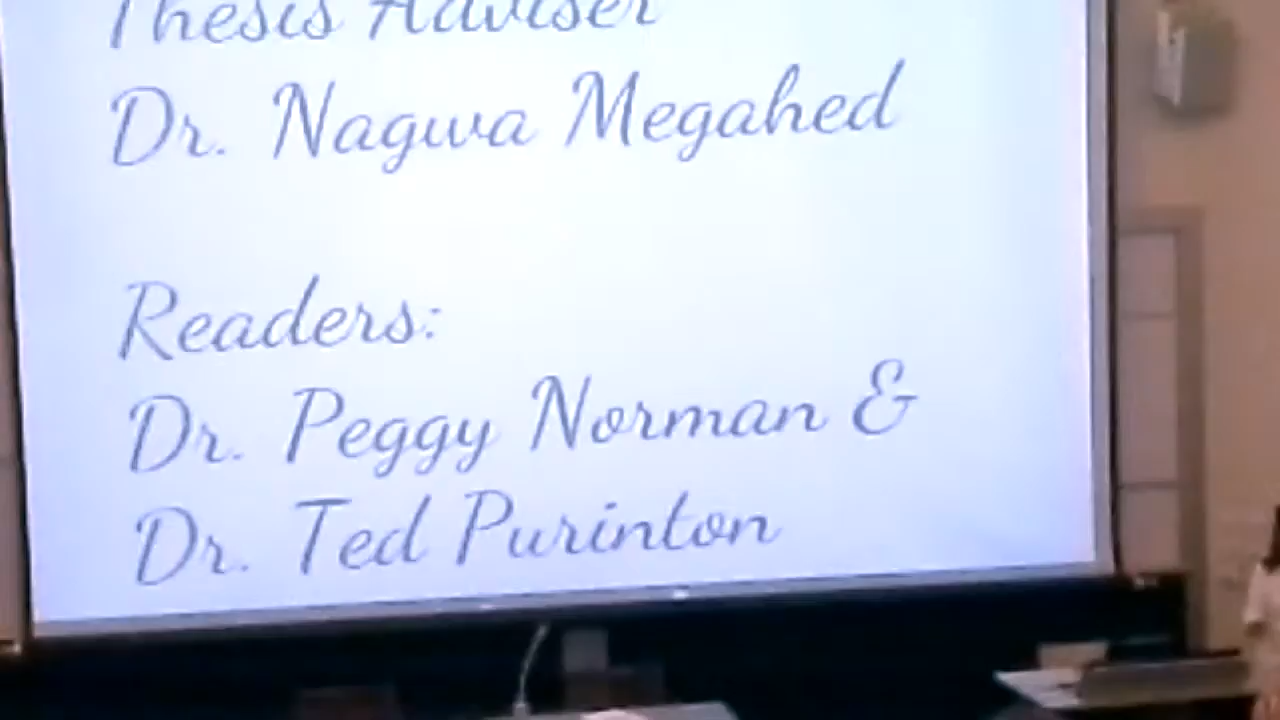 Thesis Adviser
Dr. Nagwa Megahed
Readers:
Dr. Peggy Norman &
Dr. Ted Purinton